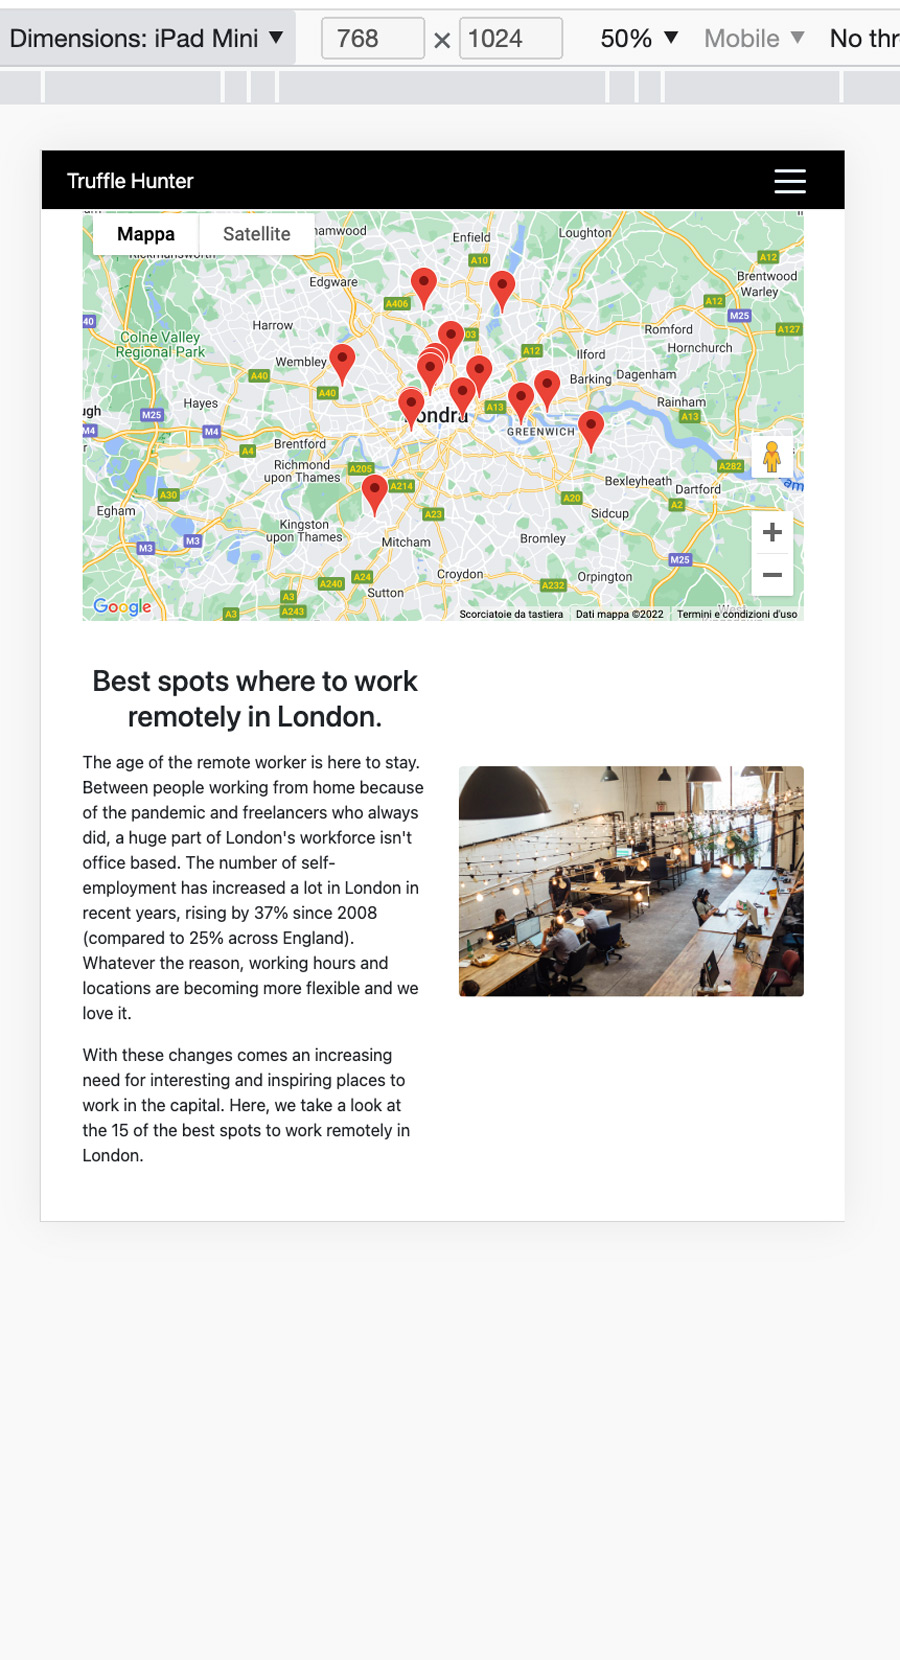 Dimensions: iPad Mini ▼ 768 × 1024 50% ▼ Mobile ▼ No thr
Truffle Hunter
Mappa Satellite
hamwood
Enfield
Loughton
A10
A12
Edgware
Brentwood
Warley
A406
A12
M25
40
Harrow
A127
Colne Valley
Regional Park
03
Romford
Hornchurch
A12
Ilford
Wembley
A40
Barking
Dagenham
A40
Hayes
Rainham
ugh
M25
A13
ondra
A13
M4
M4
GREENWICH
Brentford
A4
Richmond
upon Thames
A205
A282
am
A214
Bexleyheath
Dartford
A30
A20
A2
Egham
A23
Sidcup
Kingston
upon Thames
M3
M3
Mitcham
Bromley
M25
Croydon
Orpington
A24
A240
A232
Sutton
A3
A243
A3
Google
Scorciatoie da tastiera Dati mappa ©2022 Termini e condizioni d'uso
Best spots where to work
remotely in London.
The age of the remote worker is here to stay.
Between people working from home because
of the pandemic and freelancers who always
did, a huge part of London's workforce isn't
office based. The number of self-
employment has increased a lot in London in
recent years, rising by 37% since 2008
(compared to 25% across England).
Whatever the reason, working hours and
locations are becoming more flexible and we
love it.
With these changes comes an increasing
need for interesting and inspiring places to
work in the capital. Here, we take a look at
the 15 of the best spots to work remotely in
London.